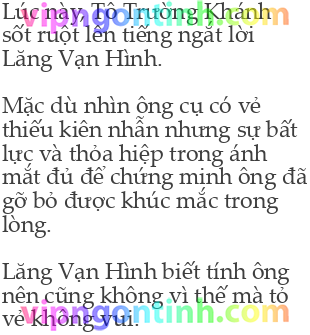 Lúc này, Tô Trường Khánh
vipngontinh.com
sốt ruột lên tiếng ngắt lời
Lăng Vạn Hình.
Mặc dù nhìn ông cụ có vẻ
thiếu kiên nhẫn nhưng sự bất
lực và thỏa hiệp trong ánh
mắt đủ để chứng minh ông đã
gỡ bỏ được khúc mắc trong
lòng.
Lăng Vạn Hình biết tính ông
nên cũng không vì thế mà tỏ
vipngontinh.com
vẻ không vui.